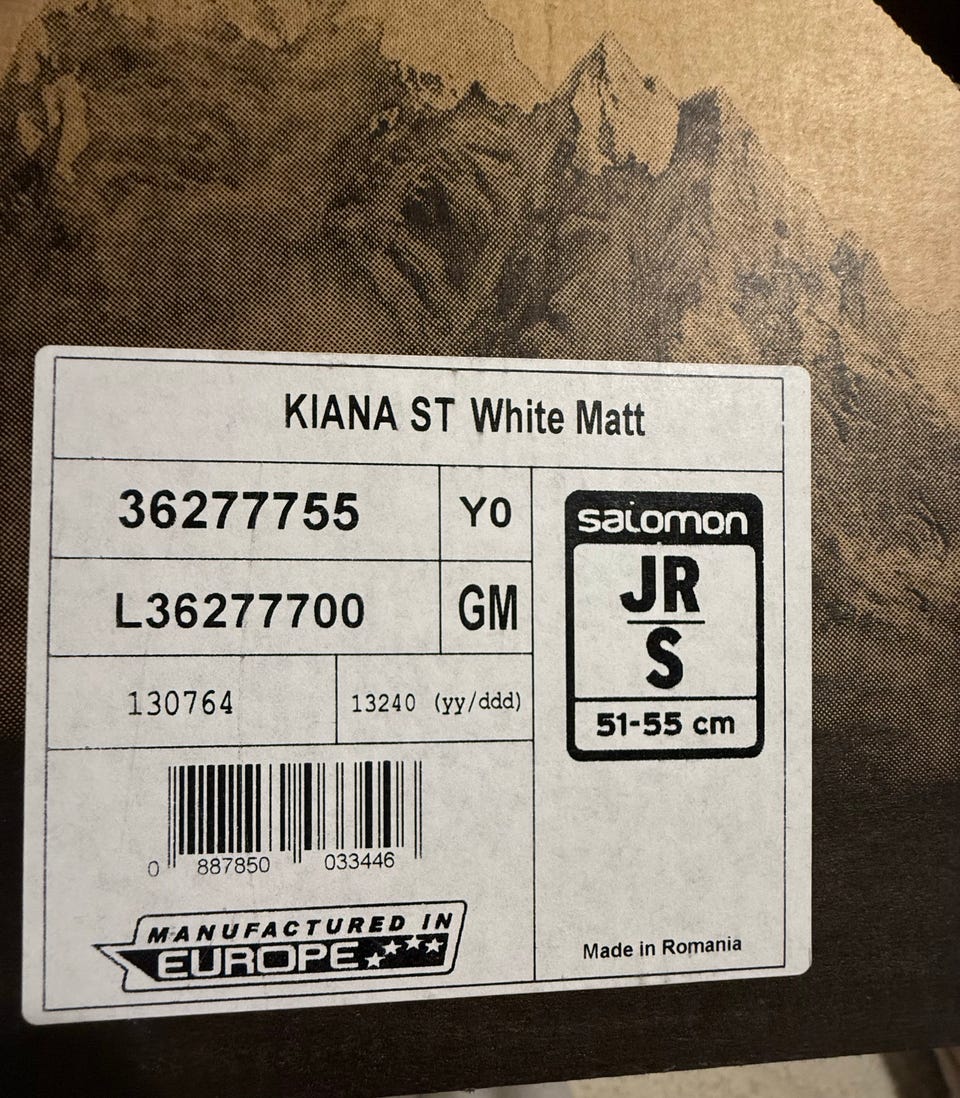 KIANA ST White Matt
36277755
Y0
L36277700
GM
130764
13240 (yy/ddd)
0 887850 033446
MANUFACTURED IN
EUROPE
salomon
JR
S
51-55 cm
Made in Romania